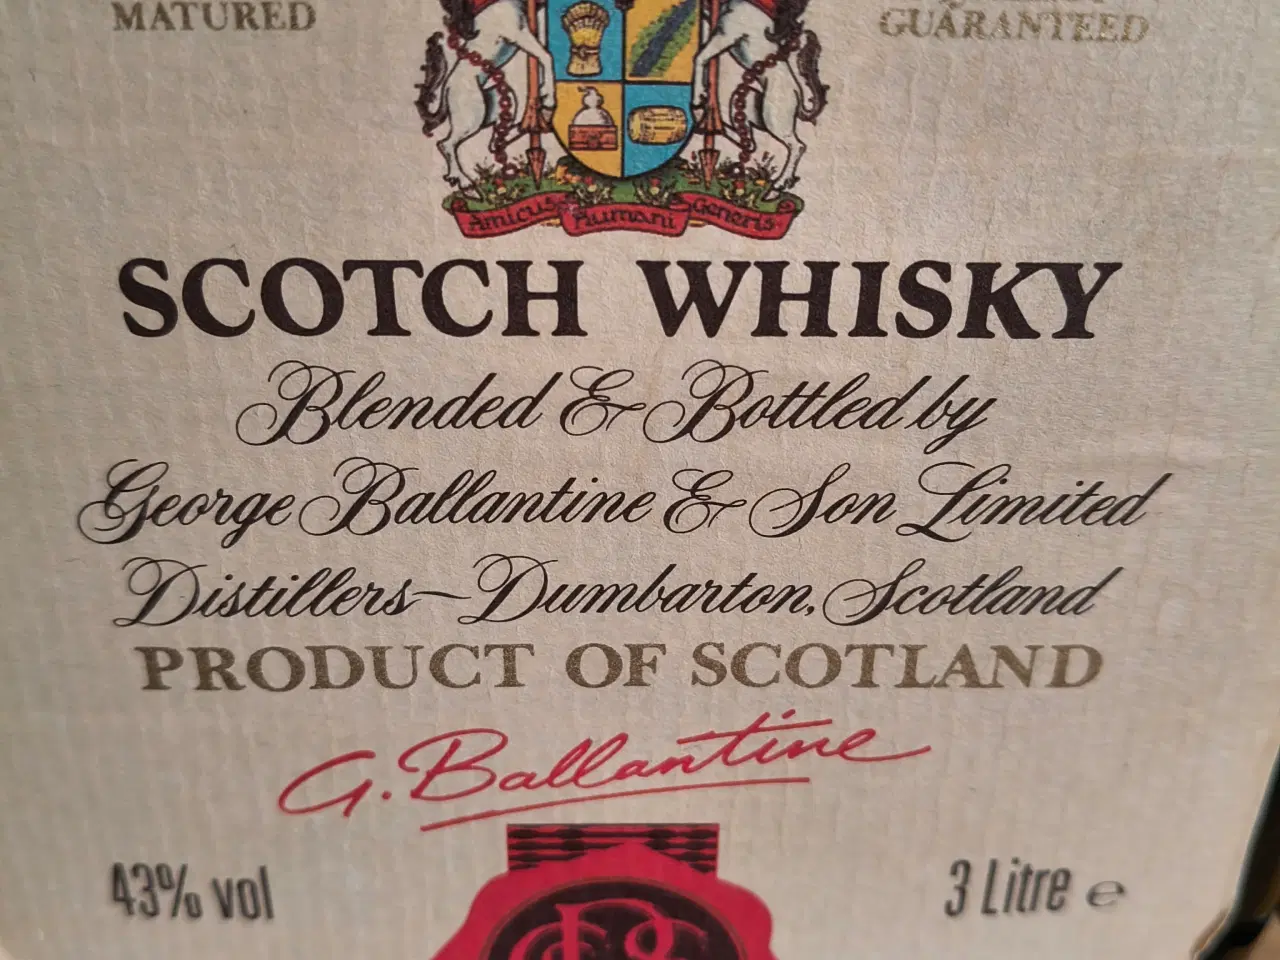 MATURED
GUARANTEED
Amicus Humani Generis
SCOTCH WHISKY
Blended & Bottled by
George Ballantine & Son Limited
Distillers—Dumbarton, Scotland
PRODUCT OF SCOTLAND
G. Ballantine
43% vol
3 Litre e